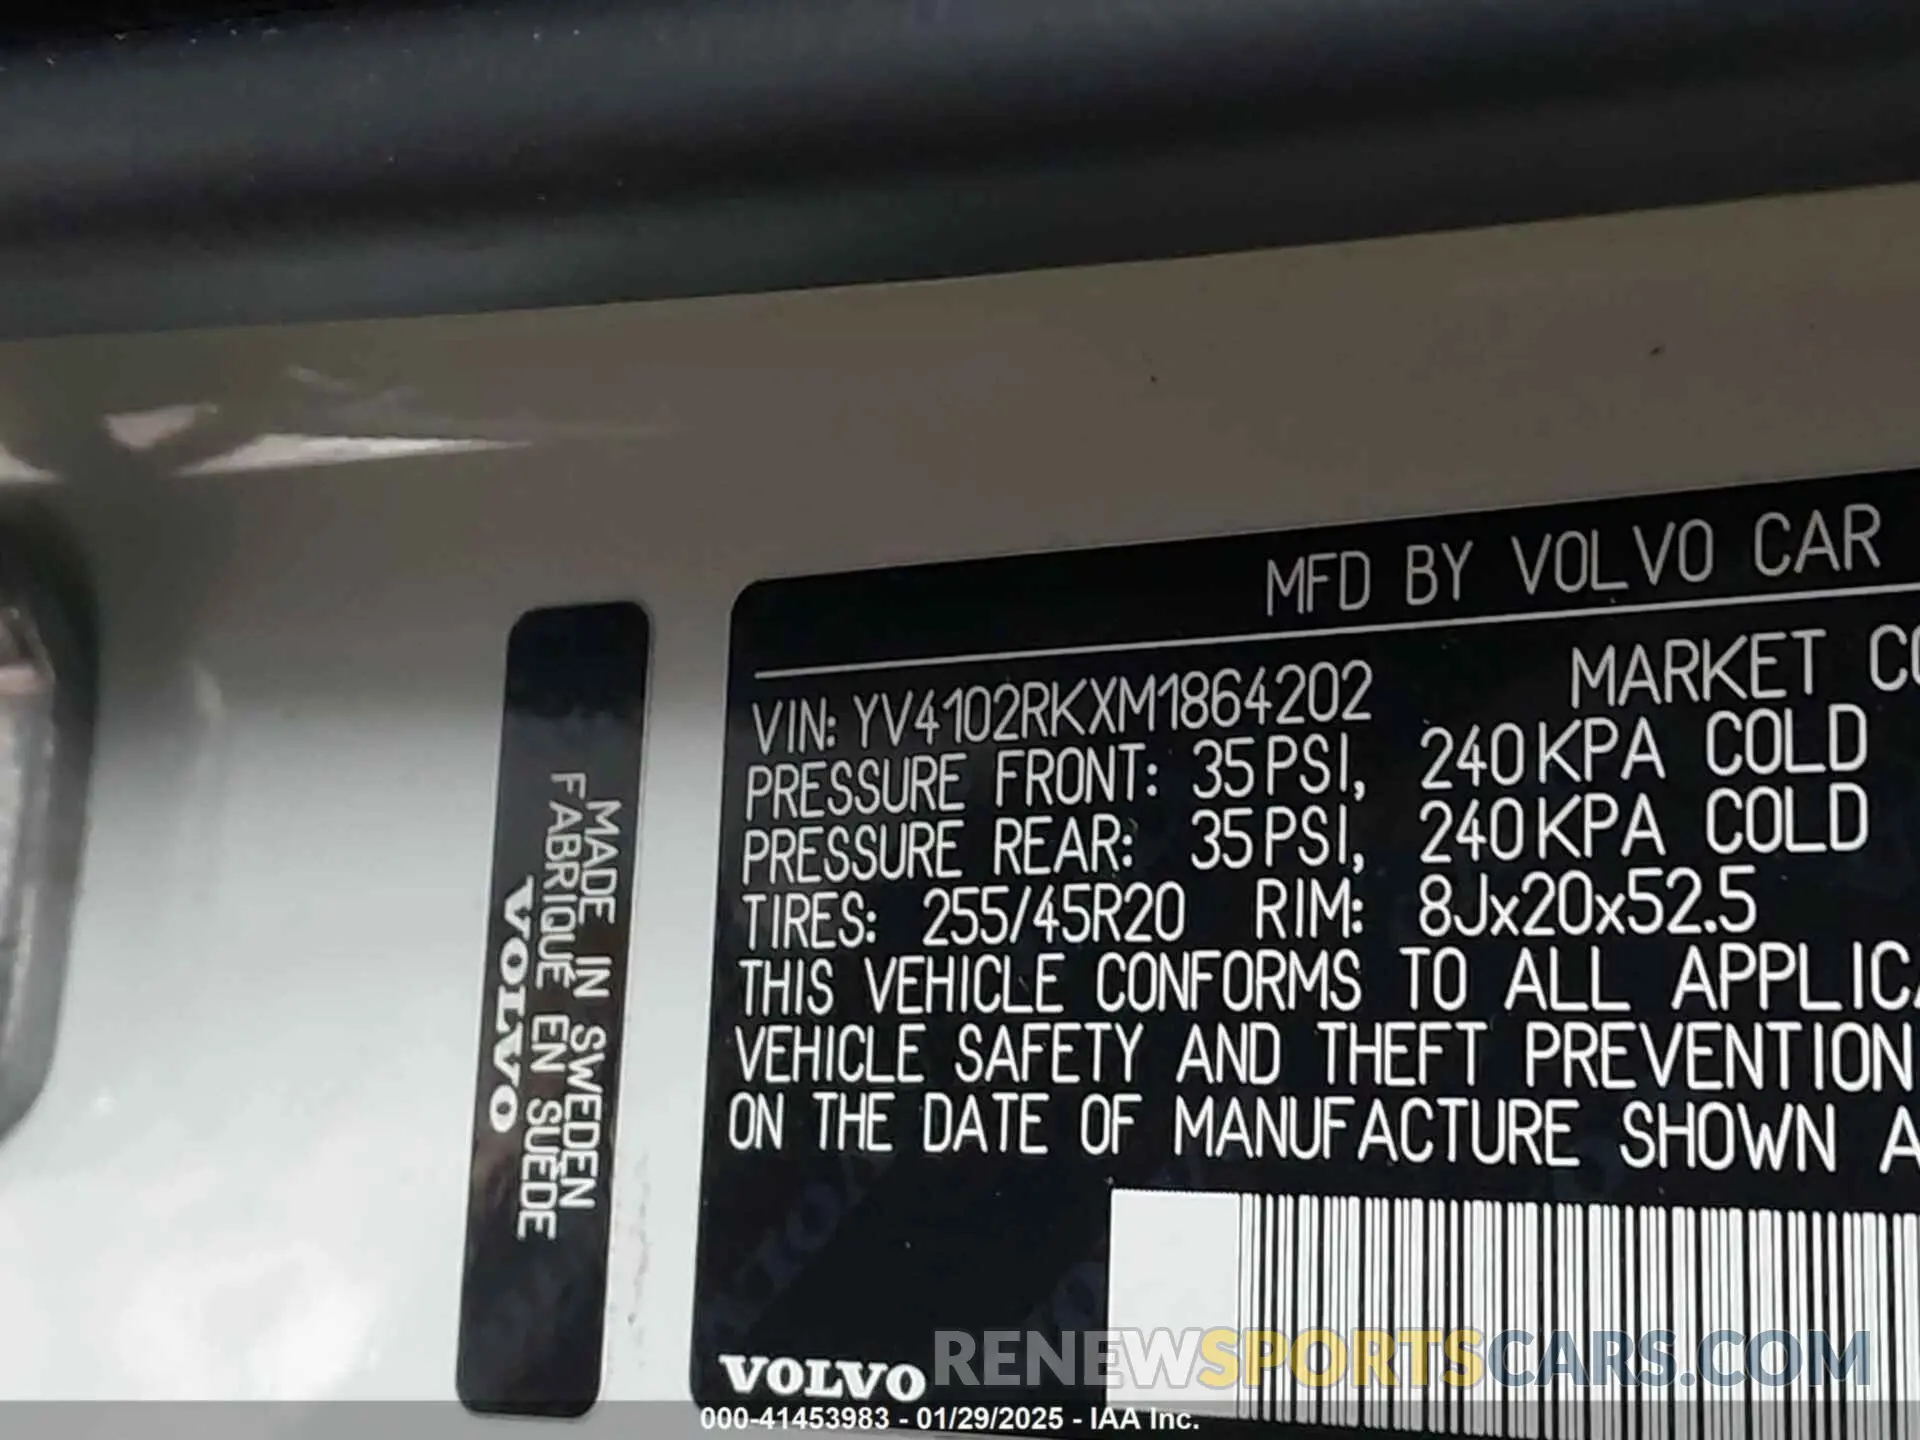 MFD BY VOLVO CAR
MARKET
VIN: YV4102RKXM1864202
PRESSURE FRONT: 35PSI, 240KPA COLD
PRESSURE REAR: 35PSI, 240KPA COLD
TIRES: 255/45R20 RIM: 8Jx20x52.5
THIS VEHICLE CONFORMS TO ALL
VEHICLE SAFETY AND THEFT PREVENTION
ON THE DATE OF MANUFACTURE SHOWN
VOLVO
MADE IN SWEDEN
FABRIQUÉ EN SUÈDE
VOLVO
RENEWSPORTSCARS.COM
000-41453983 - 01/29/2025 - IAA Inc.